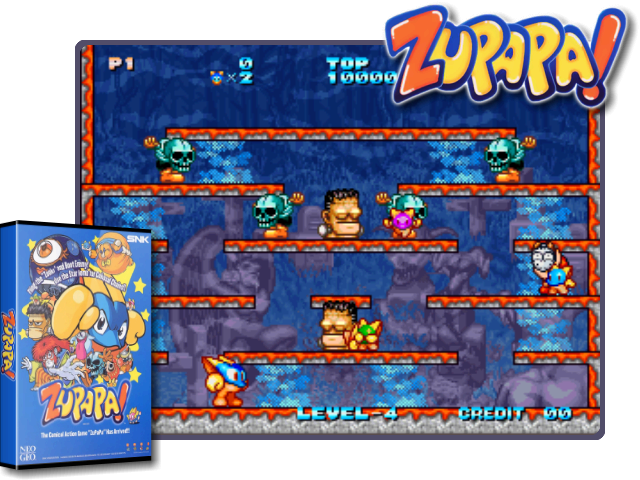 ZUPAPA!
P1 0 TOP
×2 10000
LEVEL-4 CREDIT 00
SNK
ZUPAPA!
ZUPAPA!
The Comical Action Game "ZuPaPa" Has Arrived!!
NEO
GEO